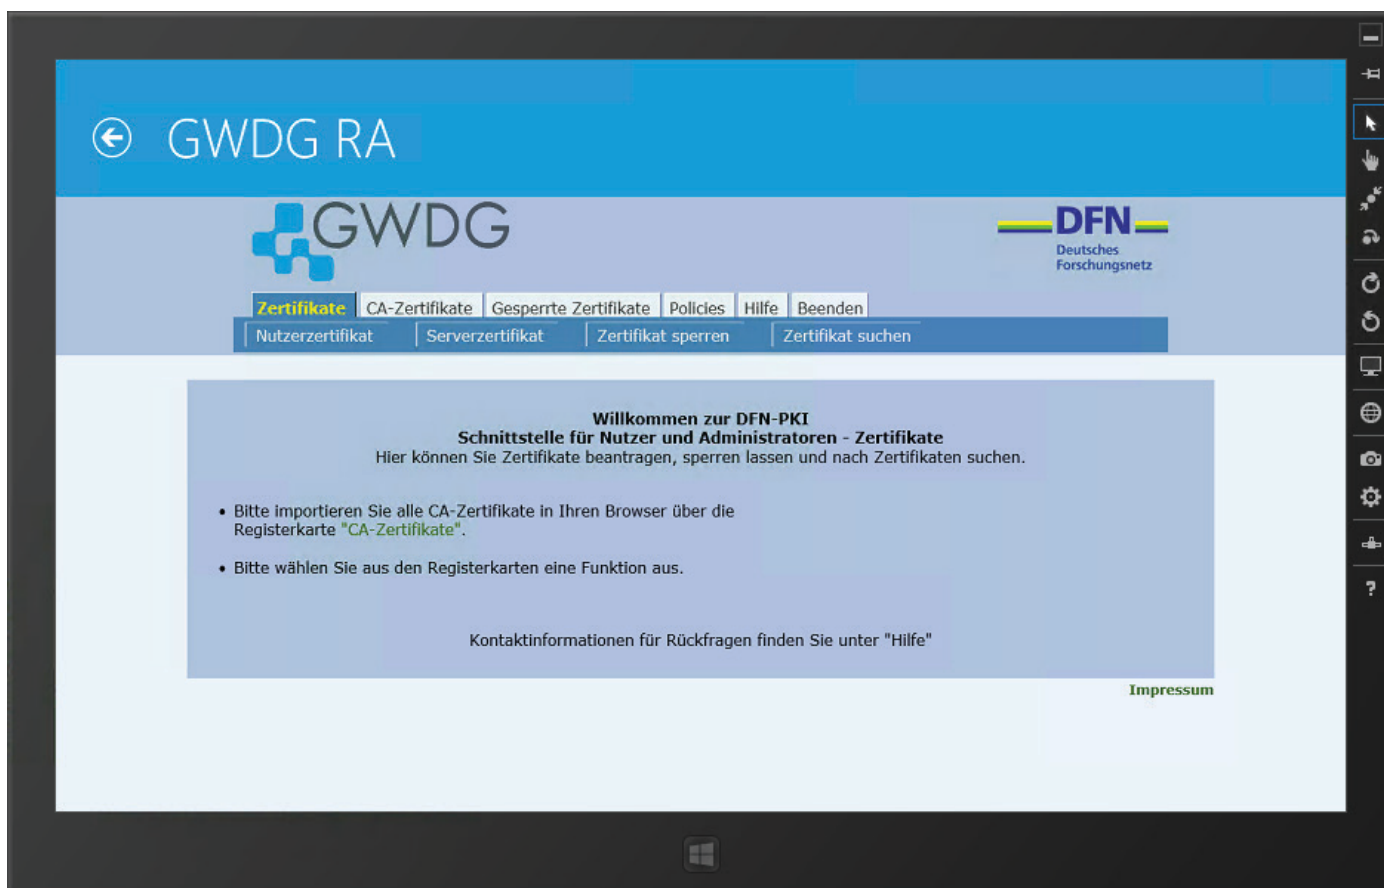 GWDG RA
GWDG
DFN
Deutsches
Forschungsnetz
Zertifikate CA-Zertifikate Gesperrte Zertifikate Policies Hilfe Beenden
Nutzerzertifikat Serverzertifikat Zertifikat sperren Zertifikat suchen
Willkommen zur DFN-PKI
Schnittstelle für Nutzer und Administratoren - Zertifikate
Hier können Sie Zertifikate beantragen, sperren lassen und nach Zertifikaten suchen.
• Bitte importieren Sie alle CA-Zertifikate in Ihren Browser über die
Registerkarte "CA-Zertifikate".
• Bitte wählen Sie aus den Registerkarten eine Funktion aus.
Kontaktinformationen für Rückfragen finden Sie unter "Hilfe"
Impressum
?